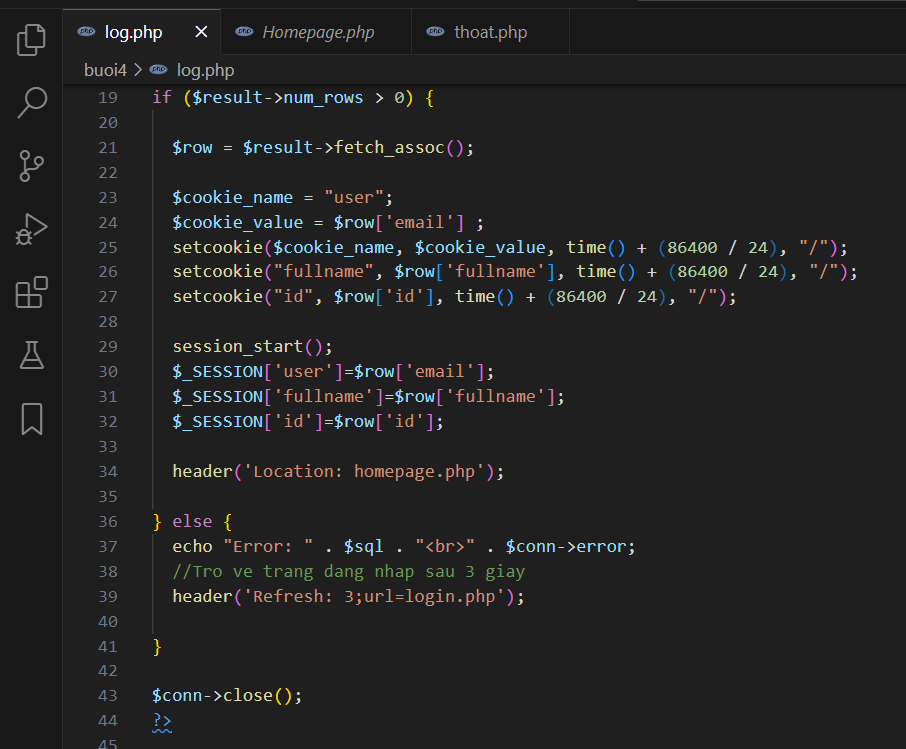 log.php Homepage.php thoat.php
buoi4 > log.php
19 if ($result->num_rows > 0) {
20
21 $row = $result->fetch_assoc();
22
23 $cookie_name = "user";
24 $cookie_value = $row['email'] ;
25 setcookie($cookie_name, $cookie_value, time() + (86400 / 24), "/");
26 setcookie("fullname", $row['fullname'], time() + (86400 / 24), "/");
27 setcookie("id", $row['id'], time() + (86400 / 24), "/");
28
29 session_start();
30 $_SESSION['user']=$row['email'];
31 $_SESSION['fullname']=$row['fullname'];
32 $_SESSION['id']=$row['id'];
33
34 header('Location: homepage.php');
35
36 } else {
37 echo "Error: " . $sql . "<br>" . $conn->error;
38 //Tro ve trang dang nhap sau 3 giay
39 header('Refresh: 3;url=login.php');
40
41 }
42
43 $conn->close();
44 ?>
45